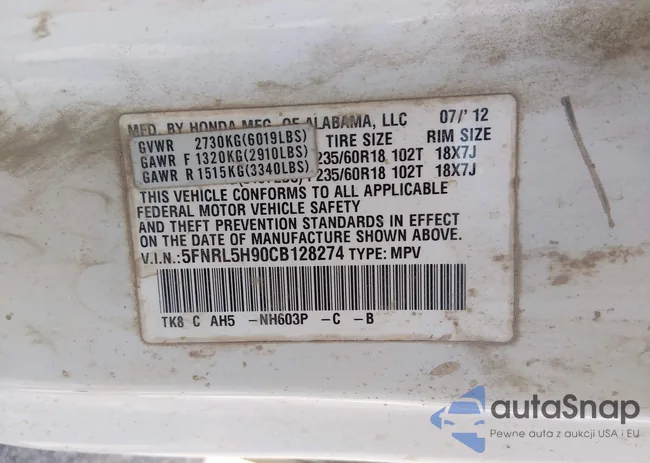 MFD. BY HONDA MFG. OF ALABAMA, LLC 07/'12
GVWR 2730KG(6019LBS) TIRE SIZE RIM SIZE
GAWR F 1320KG(2910LBS) P235/60R18 102T 18X7J
GAWR R 1515KG(3340LBS) P235/60R18 102T 18X7J
THIS VEHICLE CONFORMS TO ALL APPLICABLE
FEDERAL MOTOR VEHICLE SAFETY
AND THEFT PREVENTION STANDARDS IN EFFECT
ON THE DATE OF MANUFACTURE SHOWN ABOVE.
V.I.N.:5FNRL5H90CB128274 TYPE: MPV
TK8 C AH5 -NH603P -C -B
autoSnap
Pewne auta z aukcji USA i EU